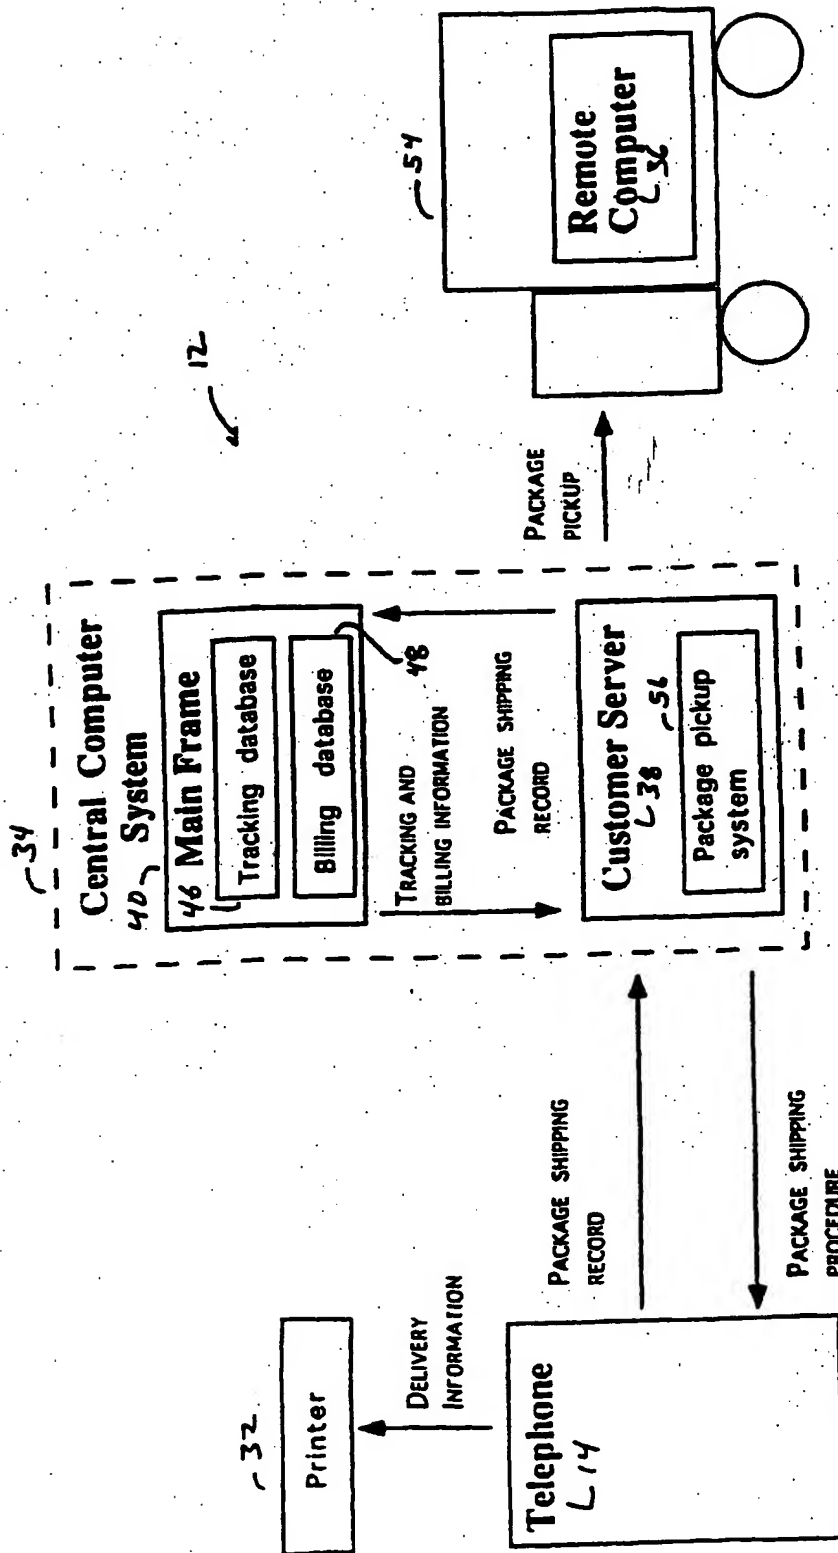 32
Printer
DELIVERY
INFORMATION
Telephone
14
PACKAGE SHIPPING
RECORD
PACKAGE SHIPPING
PROCEDURE
34
Central Computer
40 System
46 Main Frame
Tracking database
Billing database
48
TRACKING AND
BILLING INFORMATION
PACKAGE SHIPPING
RECORD
Customer Server
38
56
Package pickup
system
12
PACKAGE
PICKUP
54
Remote
Computer
36